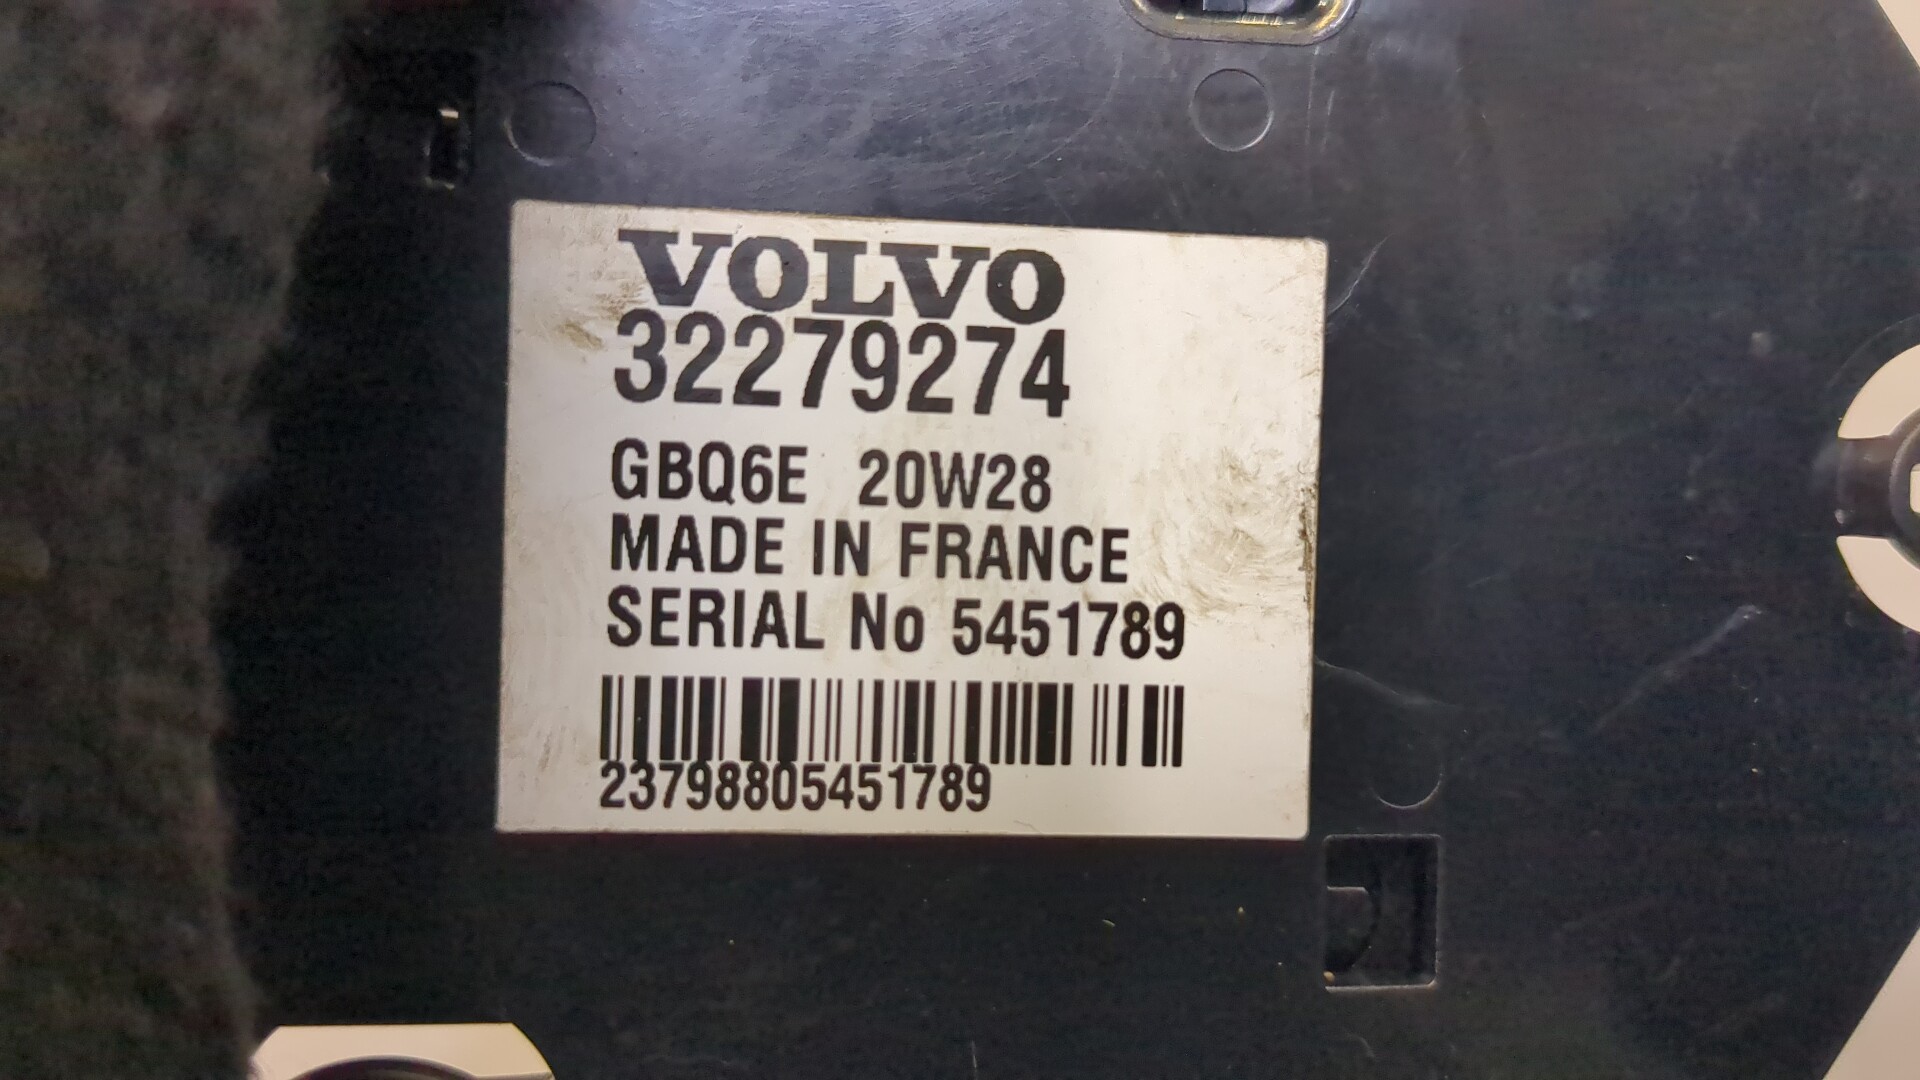 VOLVO
32279274
GBQ6E 20W28
MADE IN FRANCE
SERIAL No 5451789
23798805451789